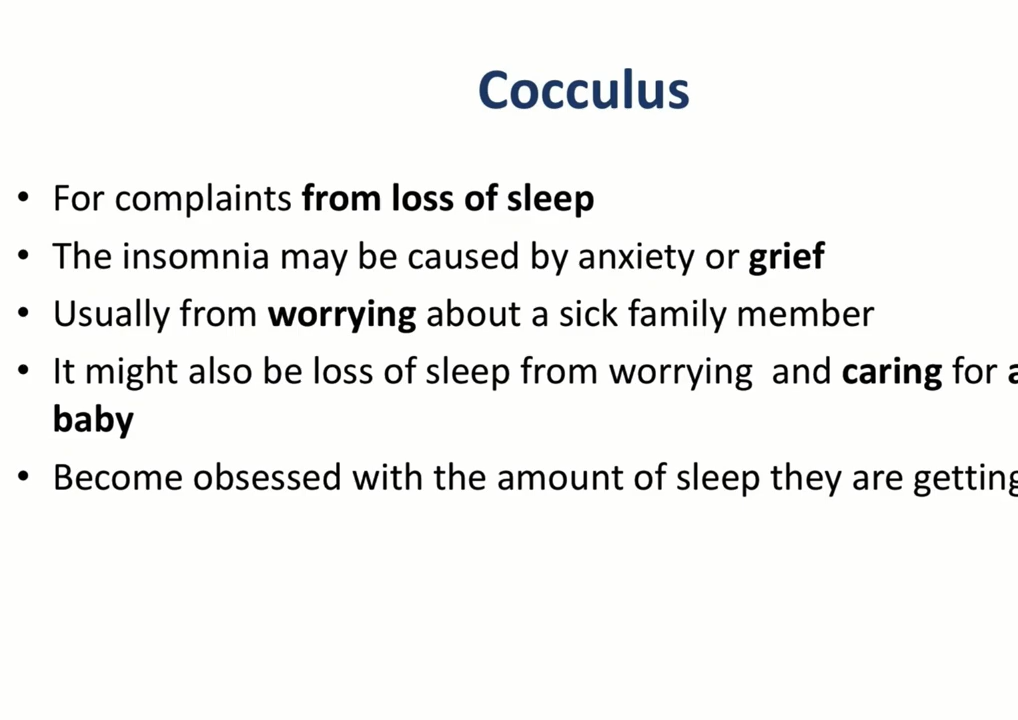 Cocculus
• For complaints from loss of sleep
• The insomnia may be caused by anxiety or grief
• Usually from worrying about a sick family member
• It might also be loss of sleep from worrying  and caring for a
baby
• Become obsessed with the amount of sleep they are getting